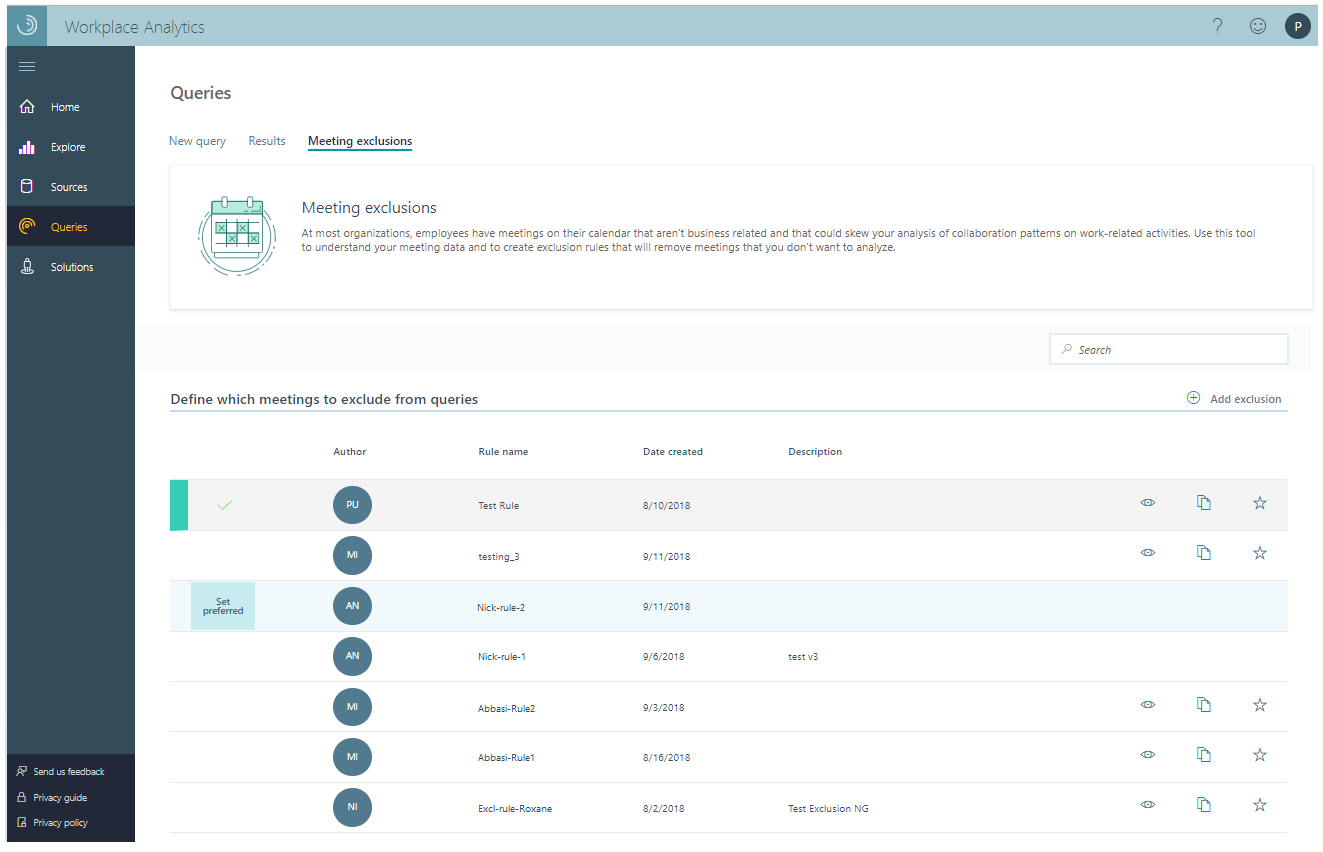 Workplace Analytics
?
P
Home
Explore
Sources
Queries
Solutions
Send us feedback
Privacy guide
Privacy policy
Queries
New query Results Meeting exclusions
Meeting exclusions
At most organizations, employees have meetings on their calendar that aren't business related and that could skew your analysis of collaboration patterns on work-related activities. Use this tool
to understand your meeting data and to create exclusion rules that will remove meetings that you don't want to analyze.
Search
Define which meetings to exclude from queries Add exclusion
Author Rule name Date created Description
PU Test Rule 8/10/2018
MI testing_3 9/11/2018
Set
preferred
AN Nick-rule-2 9/11/2018
AN Nick-rule-1 9/6/2018 test v3
MI Abbasi-Rule2 9/3/2018
MI Abbasi-Rule1 8/16/2018
NI Excl-rule-Roxane 8/2/2018 Test Exclusion NG